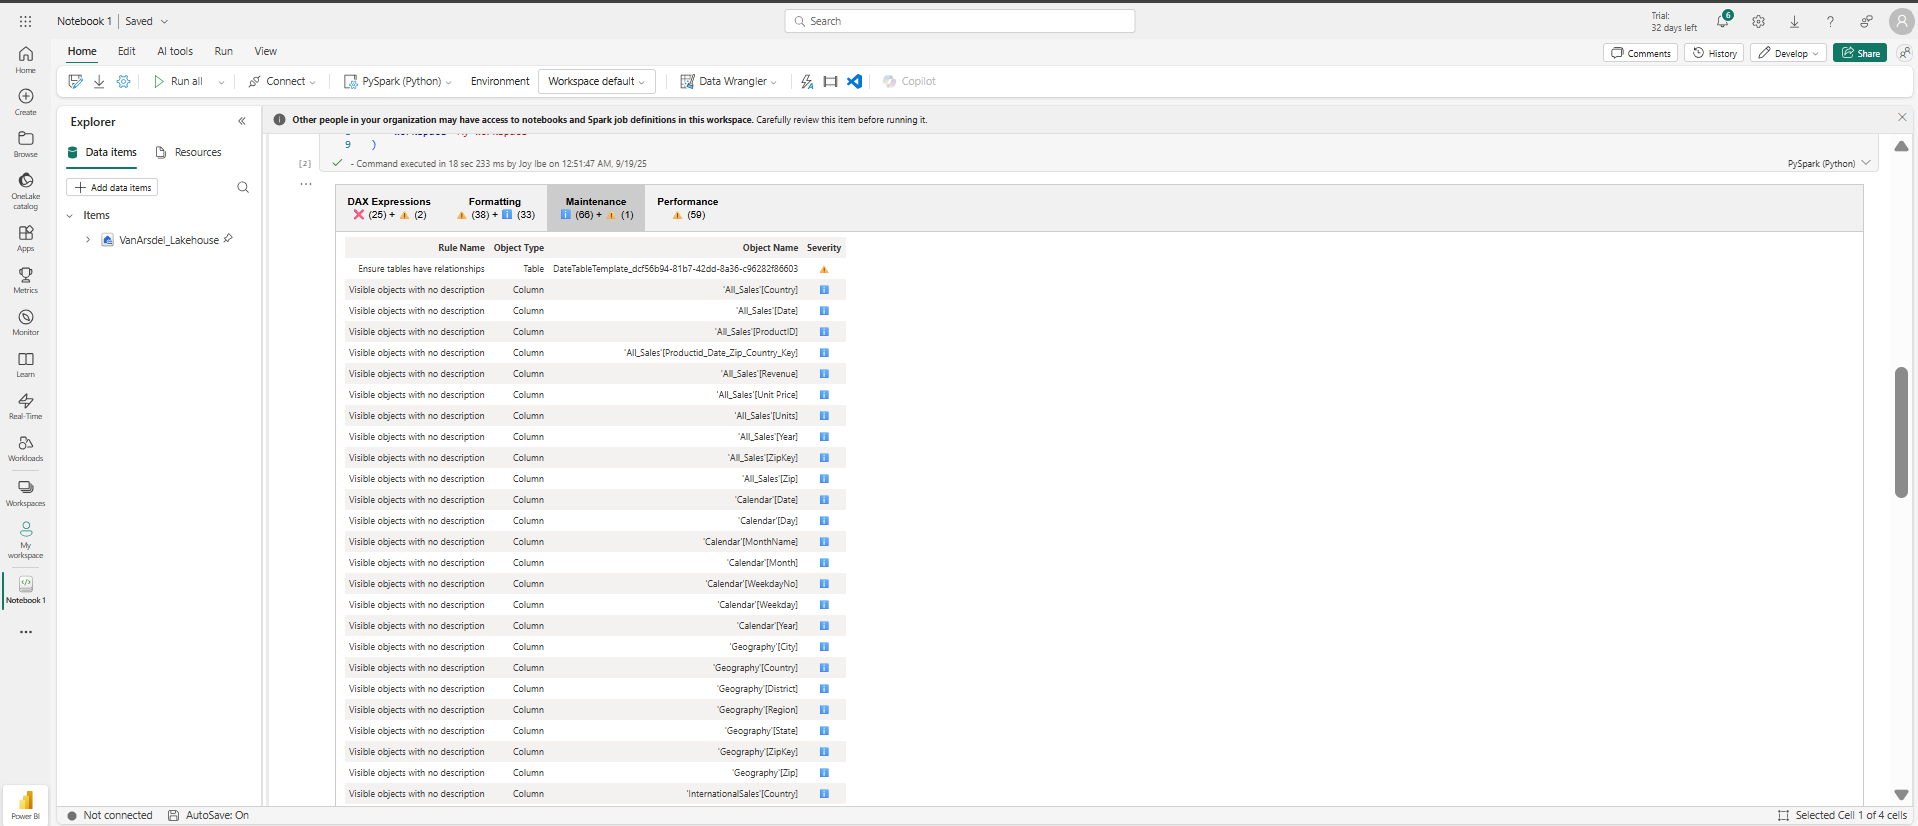 Notebook 1 | Saved
Search
Trial:
32 days left
6
Home Edit AI tools Run View
Comments History Develop Share
Run all Connect PySpark (Python) Environment Workspace default Data Wrangler Copilot
Home
Create
Browse
OneLake
catalog
Apps
Metrics
Monitor
Learn
Real-Time
Workloads
Workspaces
My
workspace
Notebook 1
Power BI
Explorer
Data items Resources
Add data items
Items
VanArsdel_Lakehouse
Other people in your organization may have access to notebooks and Spark job definitions in this workspace. Carefully review this item before running it.
9 )
[2] - Command executed in 18 sec 233 ms by Joy Ibe on 12:51:47 AM, 9/19/25 PySpark (Python)
DAX Expressions Formatting Maintenance Performance
(25) + (2) (38) + (33) (66) + (1) (59)
Rule Name Object Type Object Name Severity
Ensure tables have relationships Table DateTableTemplate_dcf56b94-81b7-42dd-8a36-c96282f86603
Visible objects with no description Column 'All_Sales'[Country]
Visible objects with no description Column 'All_Sales'[Date]
Visible objects with no description Column 'All_Sales'[ProductID]
Visible objects with no description Column 'All_Sales'[Productid_Date_Zip_Country_Key]
Visible objects with no description Column 'All_Sales'[Revenue]
Visible objects with no description Column 'All_Sales'[Unit Price]
Visible objects with no description Column 'All_Sales'[Units]
Visible objects with no description Column 'All_Sales'[Year]
Visible objects with no description Column 'All_Sales'[ZipKey]
Visible objects with no description Column 'All_Sales'[Zip]
Visible objects with no description Column 'Calendar'[Date]
Visible objects with no description Column 'Calendar'[Day]
Visible objects with no description Column 'Calendar'[MonthName]
Visible objects with no description Column 'Calendar'[Month]
Visible objects with no description Column 'Calendar'[WeekdayNo]
Visible objects with no description Column 'Calendar'[Weekday]
Visible objects with no description Column 'Calendar'[Year]
Visible objects with no description Column 'Geography'[City]
Visible objects with no description Column 'Geography'[Country]
Visible objects with no description Column 'Geography'[District]
Visible objects with no description Column 'Geography'[Region]
Visible objects with no description Column 'Geography'[State]
Visible objects with no description Column 'Geography'[ZipKey]
Visible objects with no description Column 'Geography'[Zip]
Visible objects with no description Column 'InternationalSales'[Country]
Not connected AutoSave: On Selected Cell 1 of 4 cells